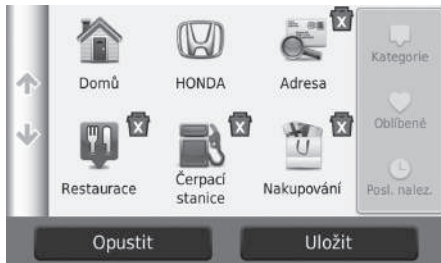 Domů
HONDA
Adresa
Kategorie
Oblíbené
Restaurace
Čerpací
stanice
Nakupování
Posl. nalez.
Opustit
Uložit